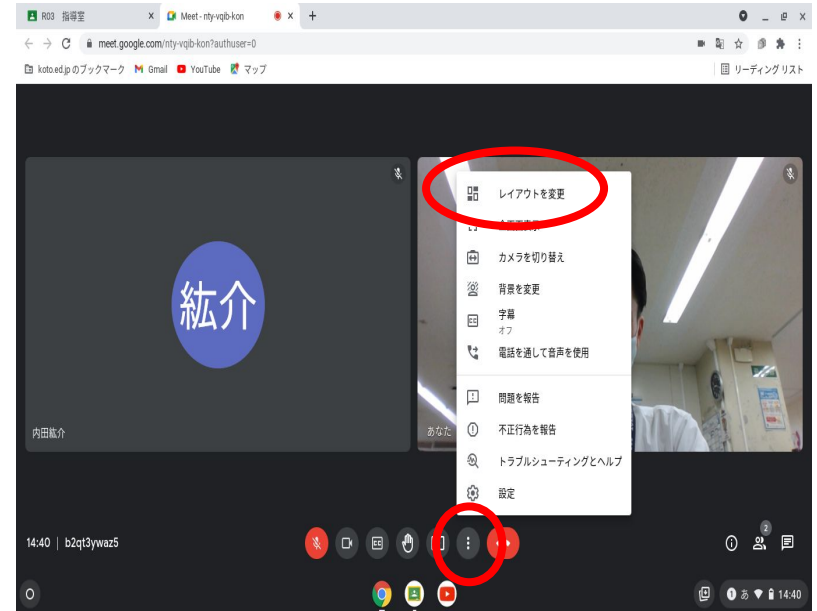 R03 指導室
Meet - nty-vqib-kon
meet.google.com/nty-vqib-kon?authuser=0
koto.ed.jp のブックマーク
Gmail
YouTube
マップ
リーディング リスト
紘介
内田紘介
あなた
レイアウトを変更
カメラを切り替え
背景を変更
字幕
オフ
電話を通して音声を使用
問題を報告
不正行為を報告
トラブルシューティングとヘルプ
設定
14:40 | b2qt3ywaz5
2
1 あ 14:40